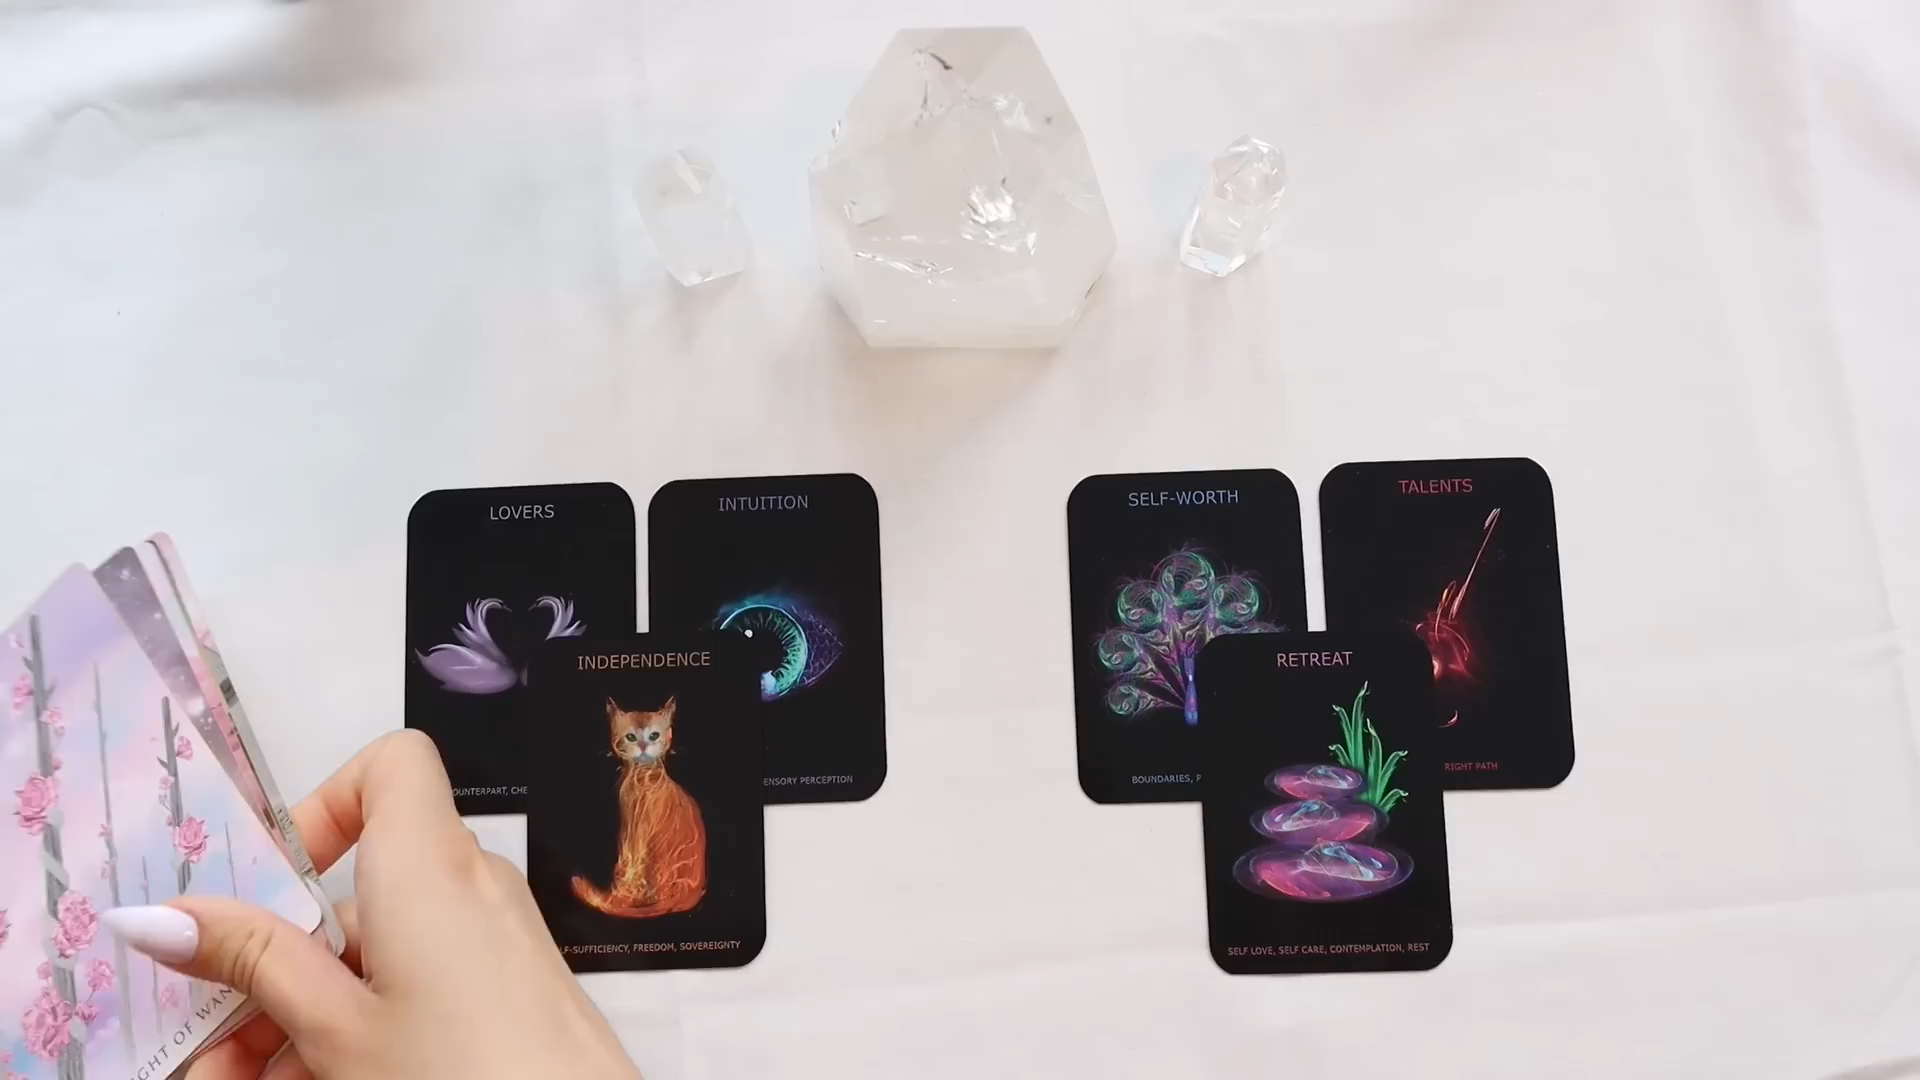 LOVERS
INTUITION
SELF-WORTH
TALENTS
INDEPENDENCE
RETREAT
ENSORY PERCEPTION
OUNTERPART, CHE
BOUNDARIES, P
RIGHT PATH
LF-SUFFICIENCY, FREEDOM, SOVEREIGNTY
SELF LOVE, SELF CARE, CONTEMPLATION, REST
GHT OF WAN